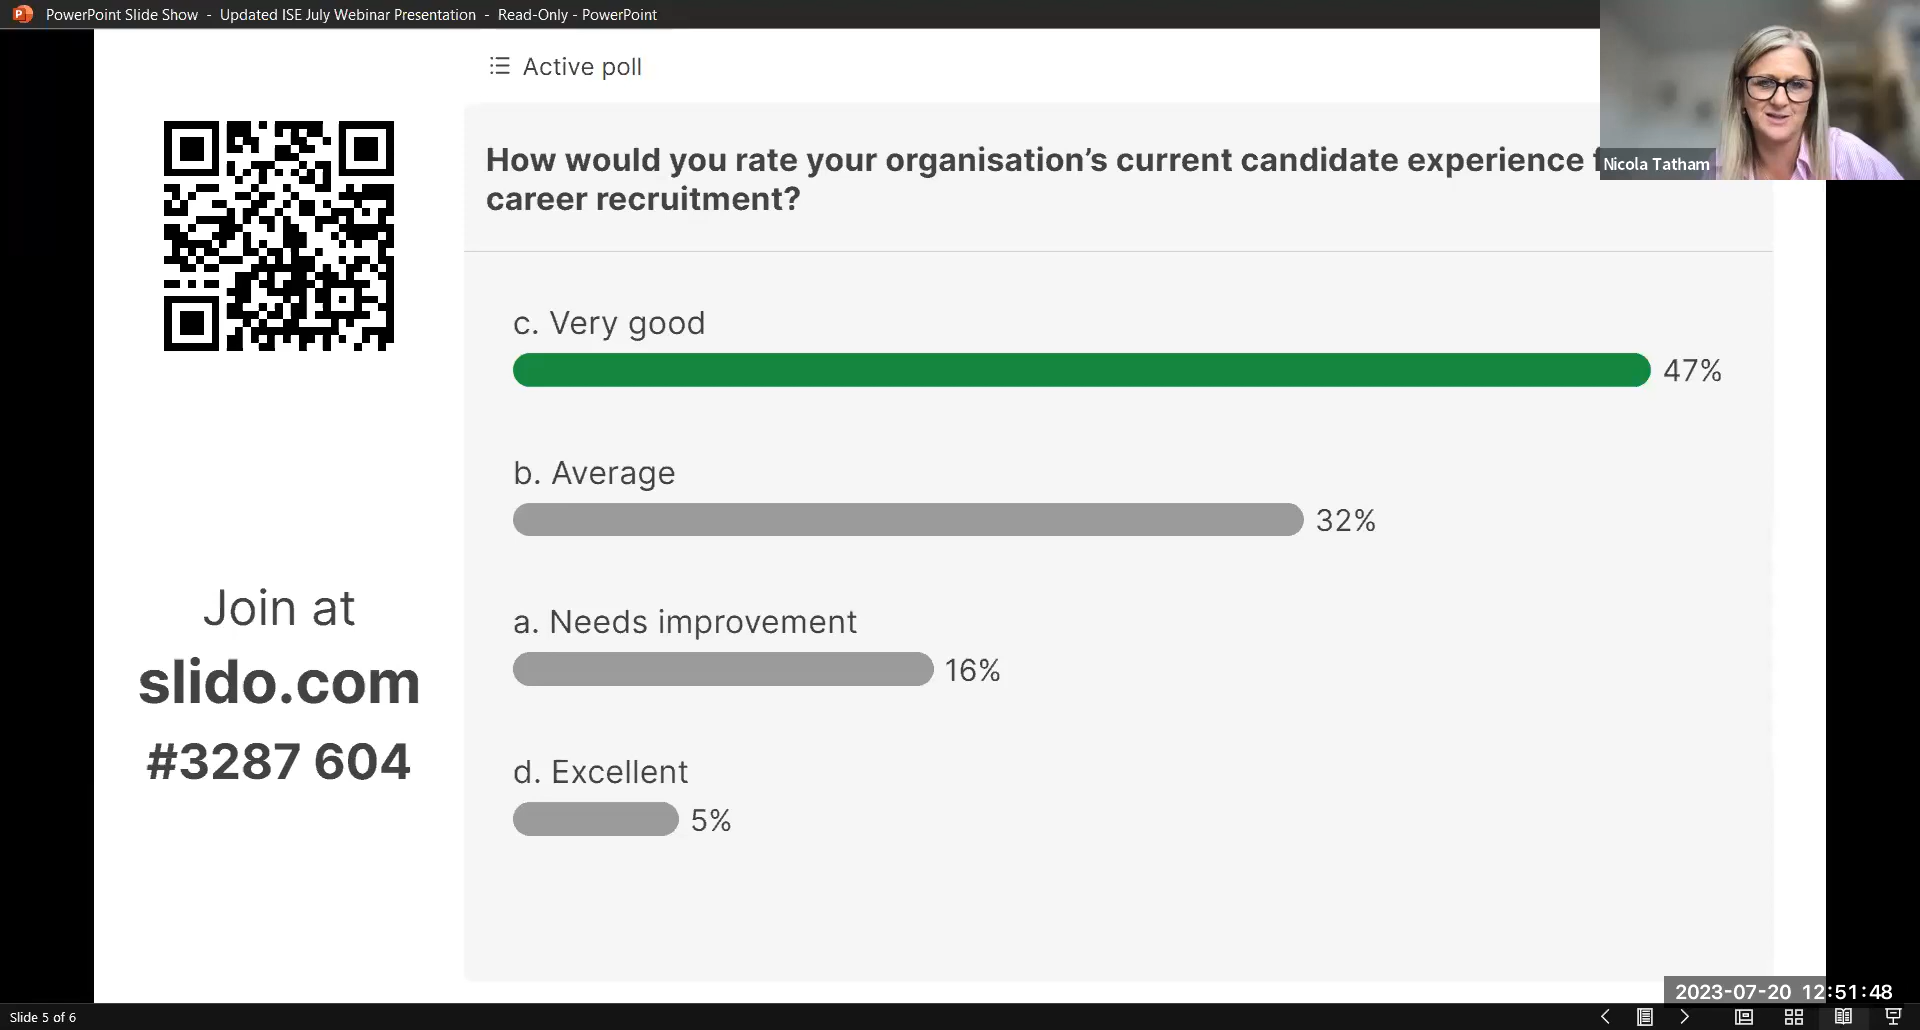 PowerPoint Slide Show - Updated ISE July Webinar Presentation - Read-Only - PowerPoint
Active poll
How would you rate your organisation's current candidate experience
career recruitment?
Nicola Tatham
c. Very good
47%
b. Average
32%
a. Needs improvement
16%
d. Excellent
5%
Join at
slido.com
#3287 604
2023-07-20 12:51:48
Slide 5 of 6